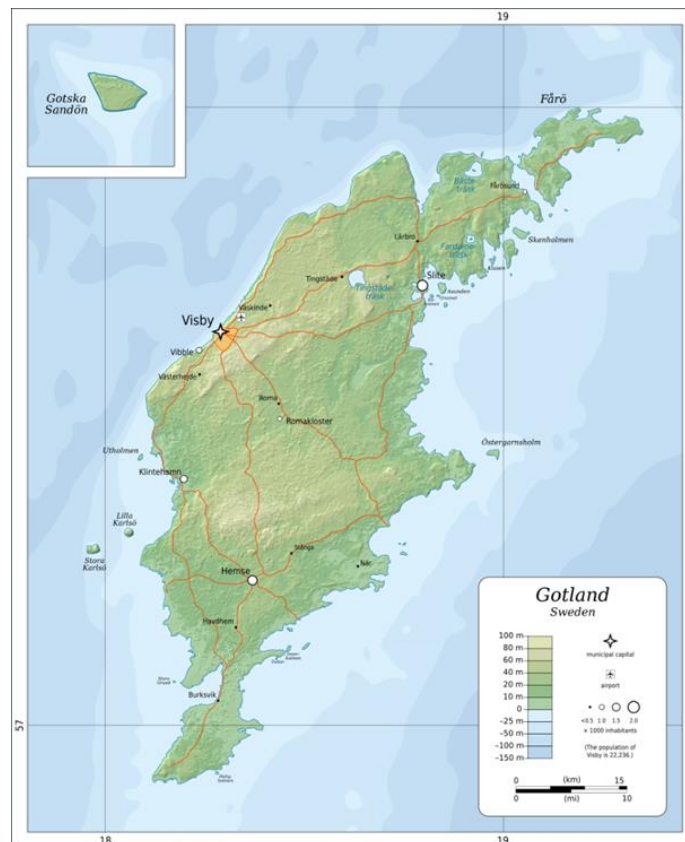 19
Gotska
Sandön
Fårö
Bäste-
träsk
Fårösund
Skenholmen
Lärbro
Fardume-
träsk
Tingstäde
Slite
Tingstäde-
träsk
Väskinde
Visby
Vibble
Västerhejde
Roma
Romakloster
Östergarnsholm
Utholmen
Klintehamn
Lilla
Karlsö
Stora
Karlsö
Stånga
När
Hemse
Havdhem
Burksvik
57
18
19
Gotland
Sweden
100 m
80 m
60 m
40 m
20 m
10 m
0
−25 m
−50 m
−100 m
−150 m
municipal capital
airport
<0.5 1.0 1.5 2.0
× 1000 inhabitants
(The population of
Visby is 22,236.)
0 (km) 15
0 (mi) 10